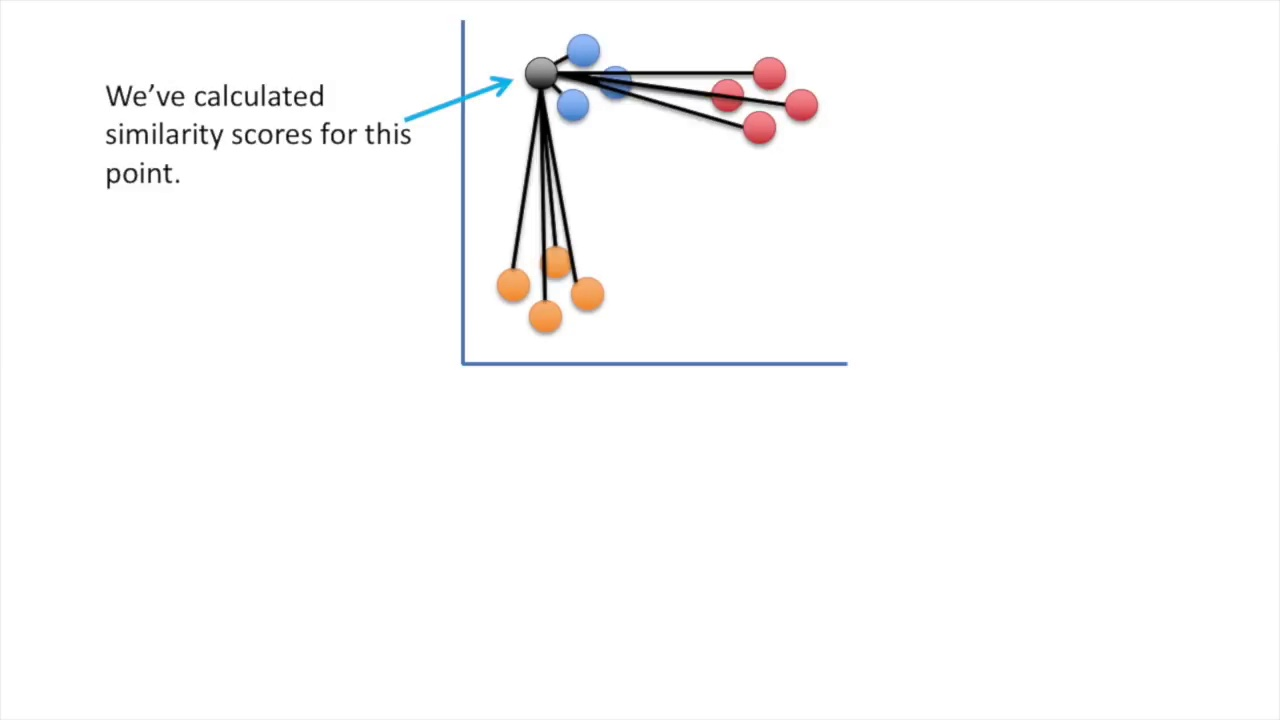 We’ve calculated
similarity scores for this
point.